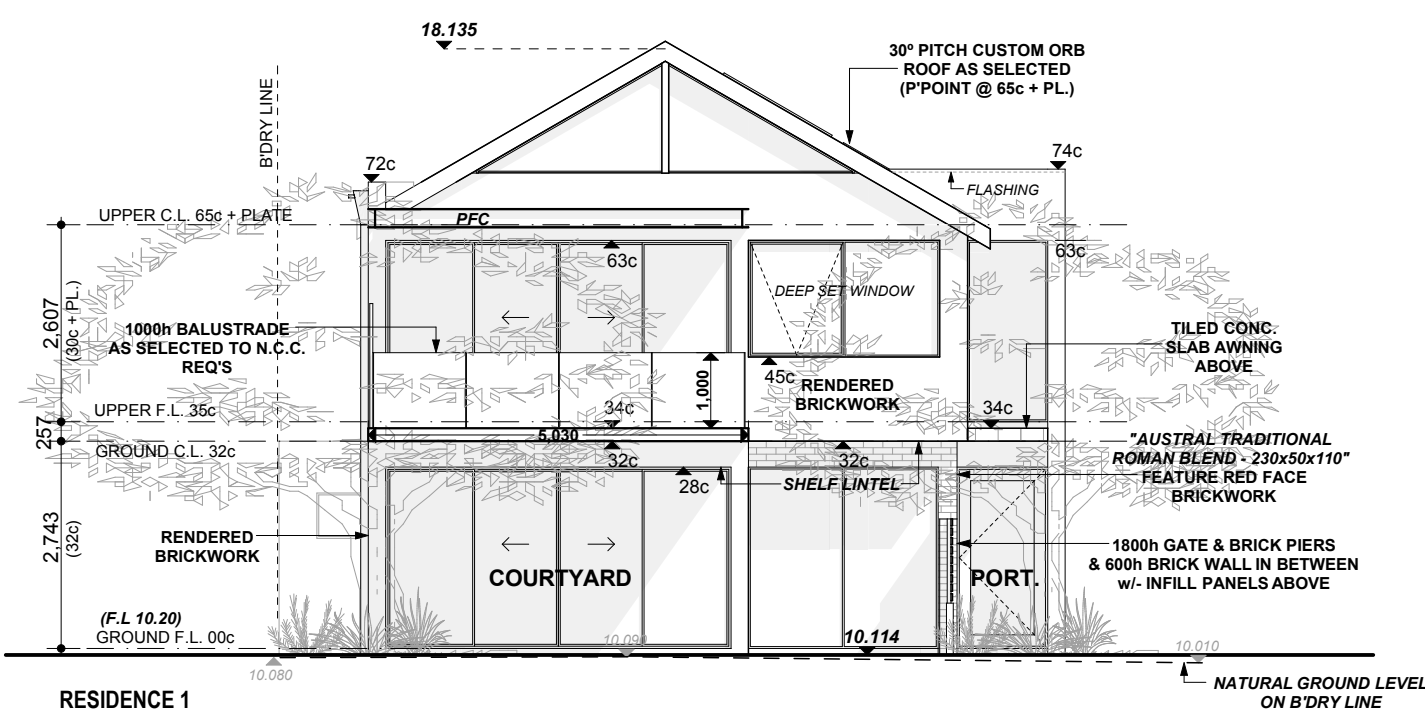 18.135
30º PITCH CUSTOM ORB
ROOF AS SELECTED
(P'POINT @ 65c + PL.)
B'DRY LINE
72c
74c
FLASHING
UPPER C.L. 65c + PLATE
PFC
63c
63c
DEEP SET WINDOW
2,607
(30c + PL.)
1000h BALUSTRADE
AS SELECTED TO N.C.C.
REQ'S
TILED CONC.
SLAB AWNING
ABOVE
45c
RENDERED
BRICKWORK
1,000
UPPER F.L. 35c
34c
34c
257
5,030
GROUND C.L. 32c
32c
32c
"AUSTRAL TRADITIONAL
ROMAN BLEND - 230x50x110"
FEATURE RED FACE
BRICKWORK
28c
SHELF LINTEL
2,743
(32c)
RENDERED
BRICKWORK
1800h GATE & BRICK PIERS
& 600h BRICK WALL IN BETWEEN
w/- INFILL PANELS ABOVE
COURTYARD
PORT.
(F.L 10.20)
GROUND F.L. 00c
10.090
10.114
10.010
10.080
NATURAL GROUND LEVEL
ON B'DRY LINE
RESIDENCE 1